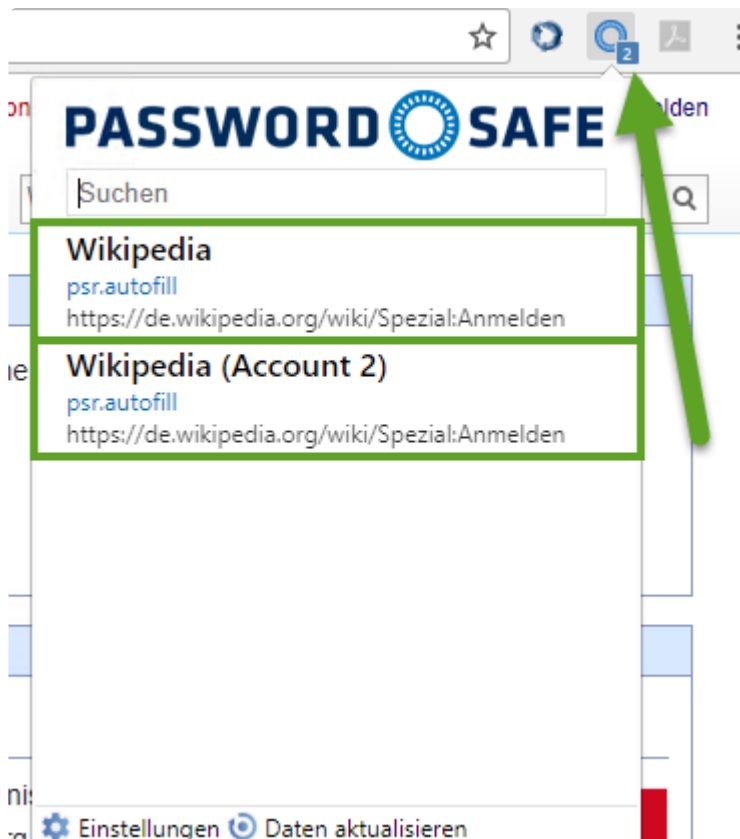 2
PASSWORD SAFE
Suchen
Wikipedia
psr.autofill
https://de.wikipedia.org/wiki/Spezial:Anmelden
Wikipedia (Account 2)
psr.autofill
https://de.wikipedia.org/wiki/Spezial:Anmelden
Einstellungen Daten aktualisieren